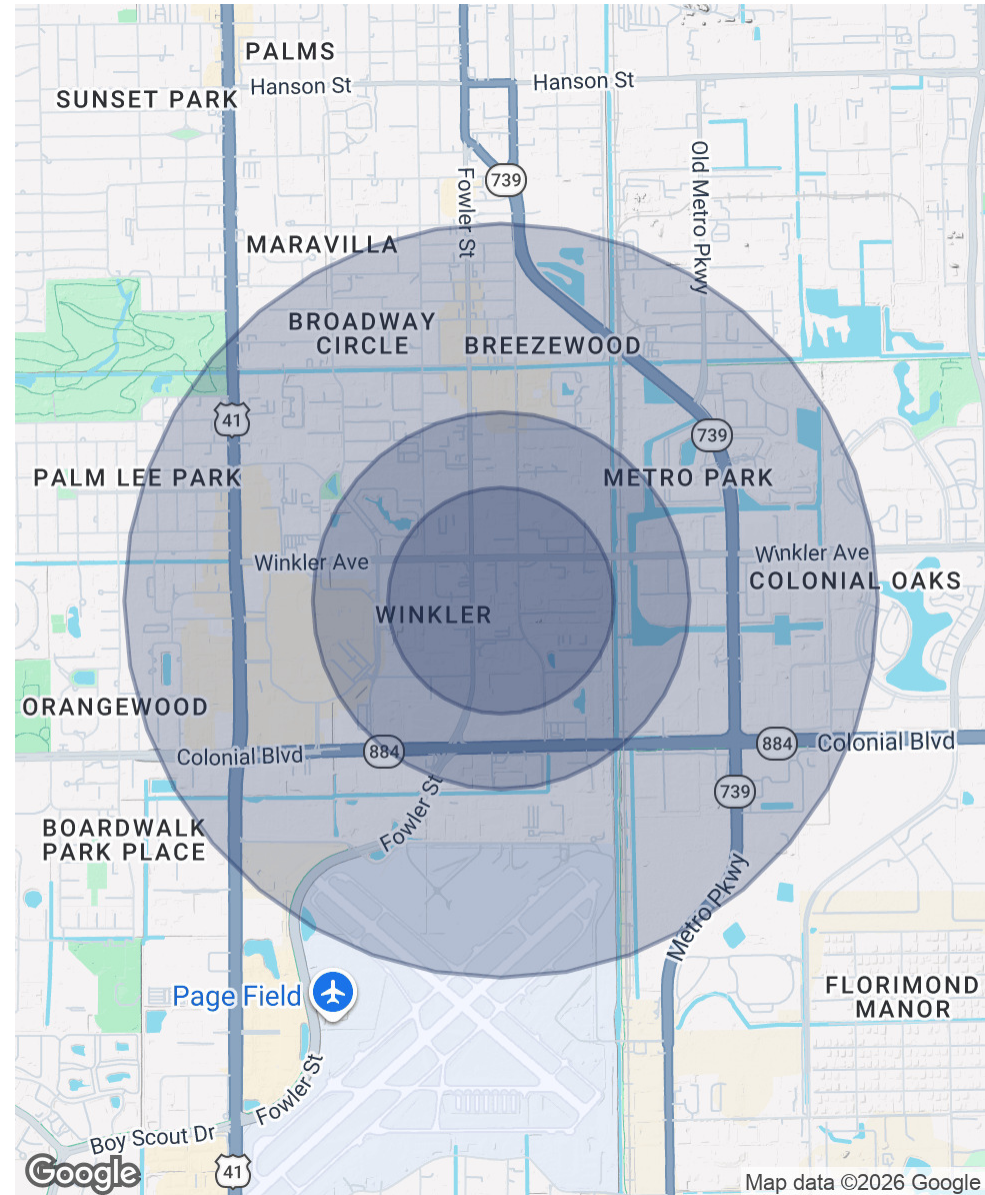 PALMS
Hanson St
Hanson St
SUNSET PARK
Old Metro Pkwy
739
Fowler St
MARAVILLA
BROADWAY
CIRCLE
BREEZEWOOD
41
739
PALM LEE PARK
METRO PARK
Winkler Ave
Winkler Ave
COLONIAL OAKS
WINKLER
ORANGEWOOD
884
Colonial Blvd
884
Colonial Blvd
739
Fowler St
BOARDWALK
PARK PLACE
Metro Pkwy
Page Field
FLORIMOND
MANOR
Fowler St
Boy Scout Dr
41
Google
Map data ©2026 Google